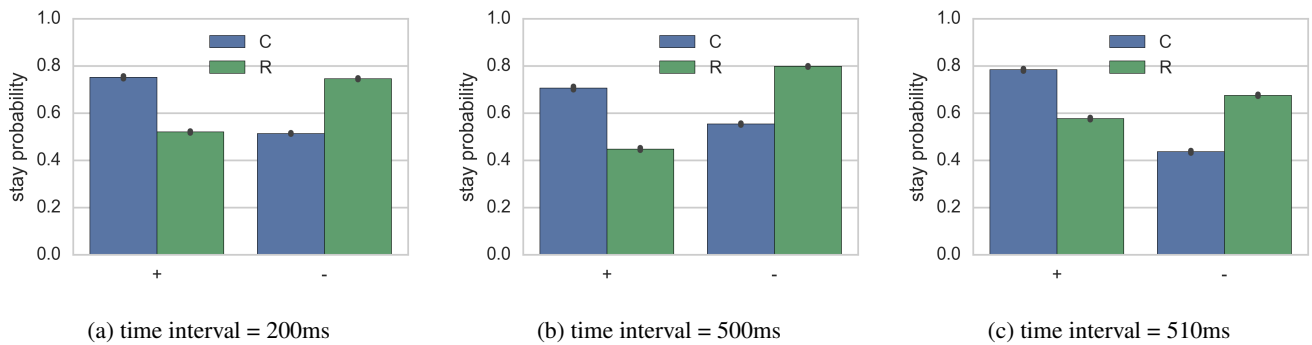 1.0
0.8
0.6
0.4
0.2
0.0
stay probability
C
R
+ -
(a) time interval = 200ms
1.0
0.8
0.6
0.4
0.2
0.0
stay probability
C
R
+ -
(b) time interval = 500ms
1.0
0.8
0.6
0.4
0.2
0.0
stay probability
C
R
+ -
(c) time interval = 510ms